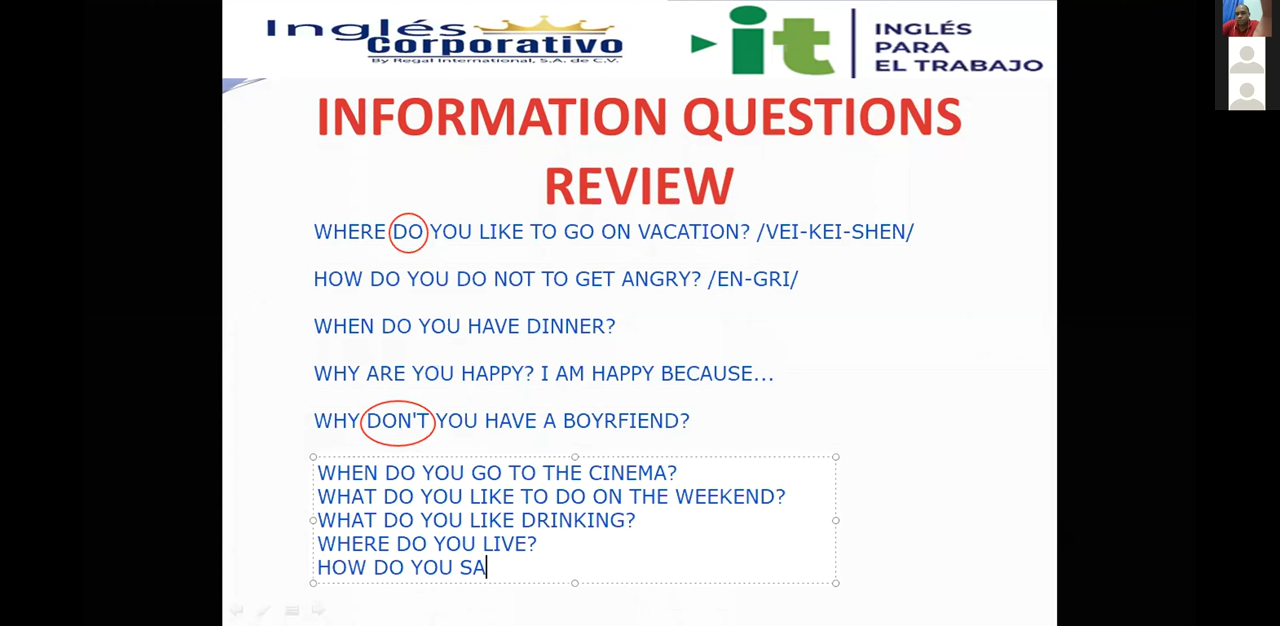 Inglés
Corporativo
By Regal International, S.A. de C.V.
it
INGLÉS
PARA
EL TRABAJO
INFORMATION QUESTIONS
REVIEW
WHERE DO YOU LIKE TO GO ON VACATION? /VEI-KEI-SHEN/
HOW DO YOU DO NOT TO GET ANGRY? /EN-GRI/
WHEN DO YOU HAVE DINNER?
WHY ARE YOU HAPPY? I AM HAPPY BECAUSE...
WHY DON'T YOU HAVE A BOYRFIEND?
WHEN DO YOU GO TO THE CINEMA?
WHAT DO YOU LIKE TO DO ON THE WEEKEND?
WHAT DO YOU LIKE DRINKING?
WHERE DO YOU LIVE?
HOW DO YOU SA